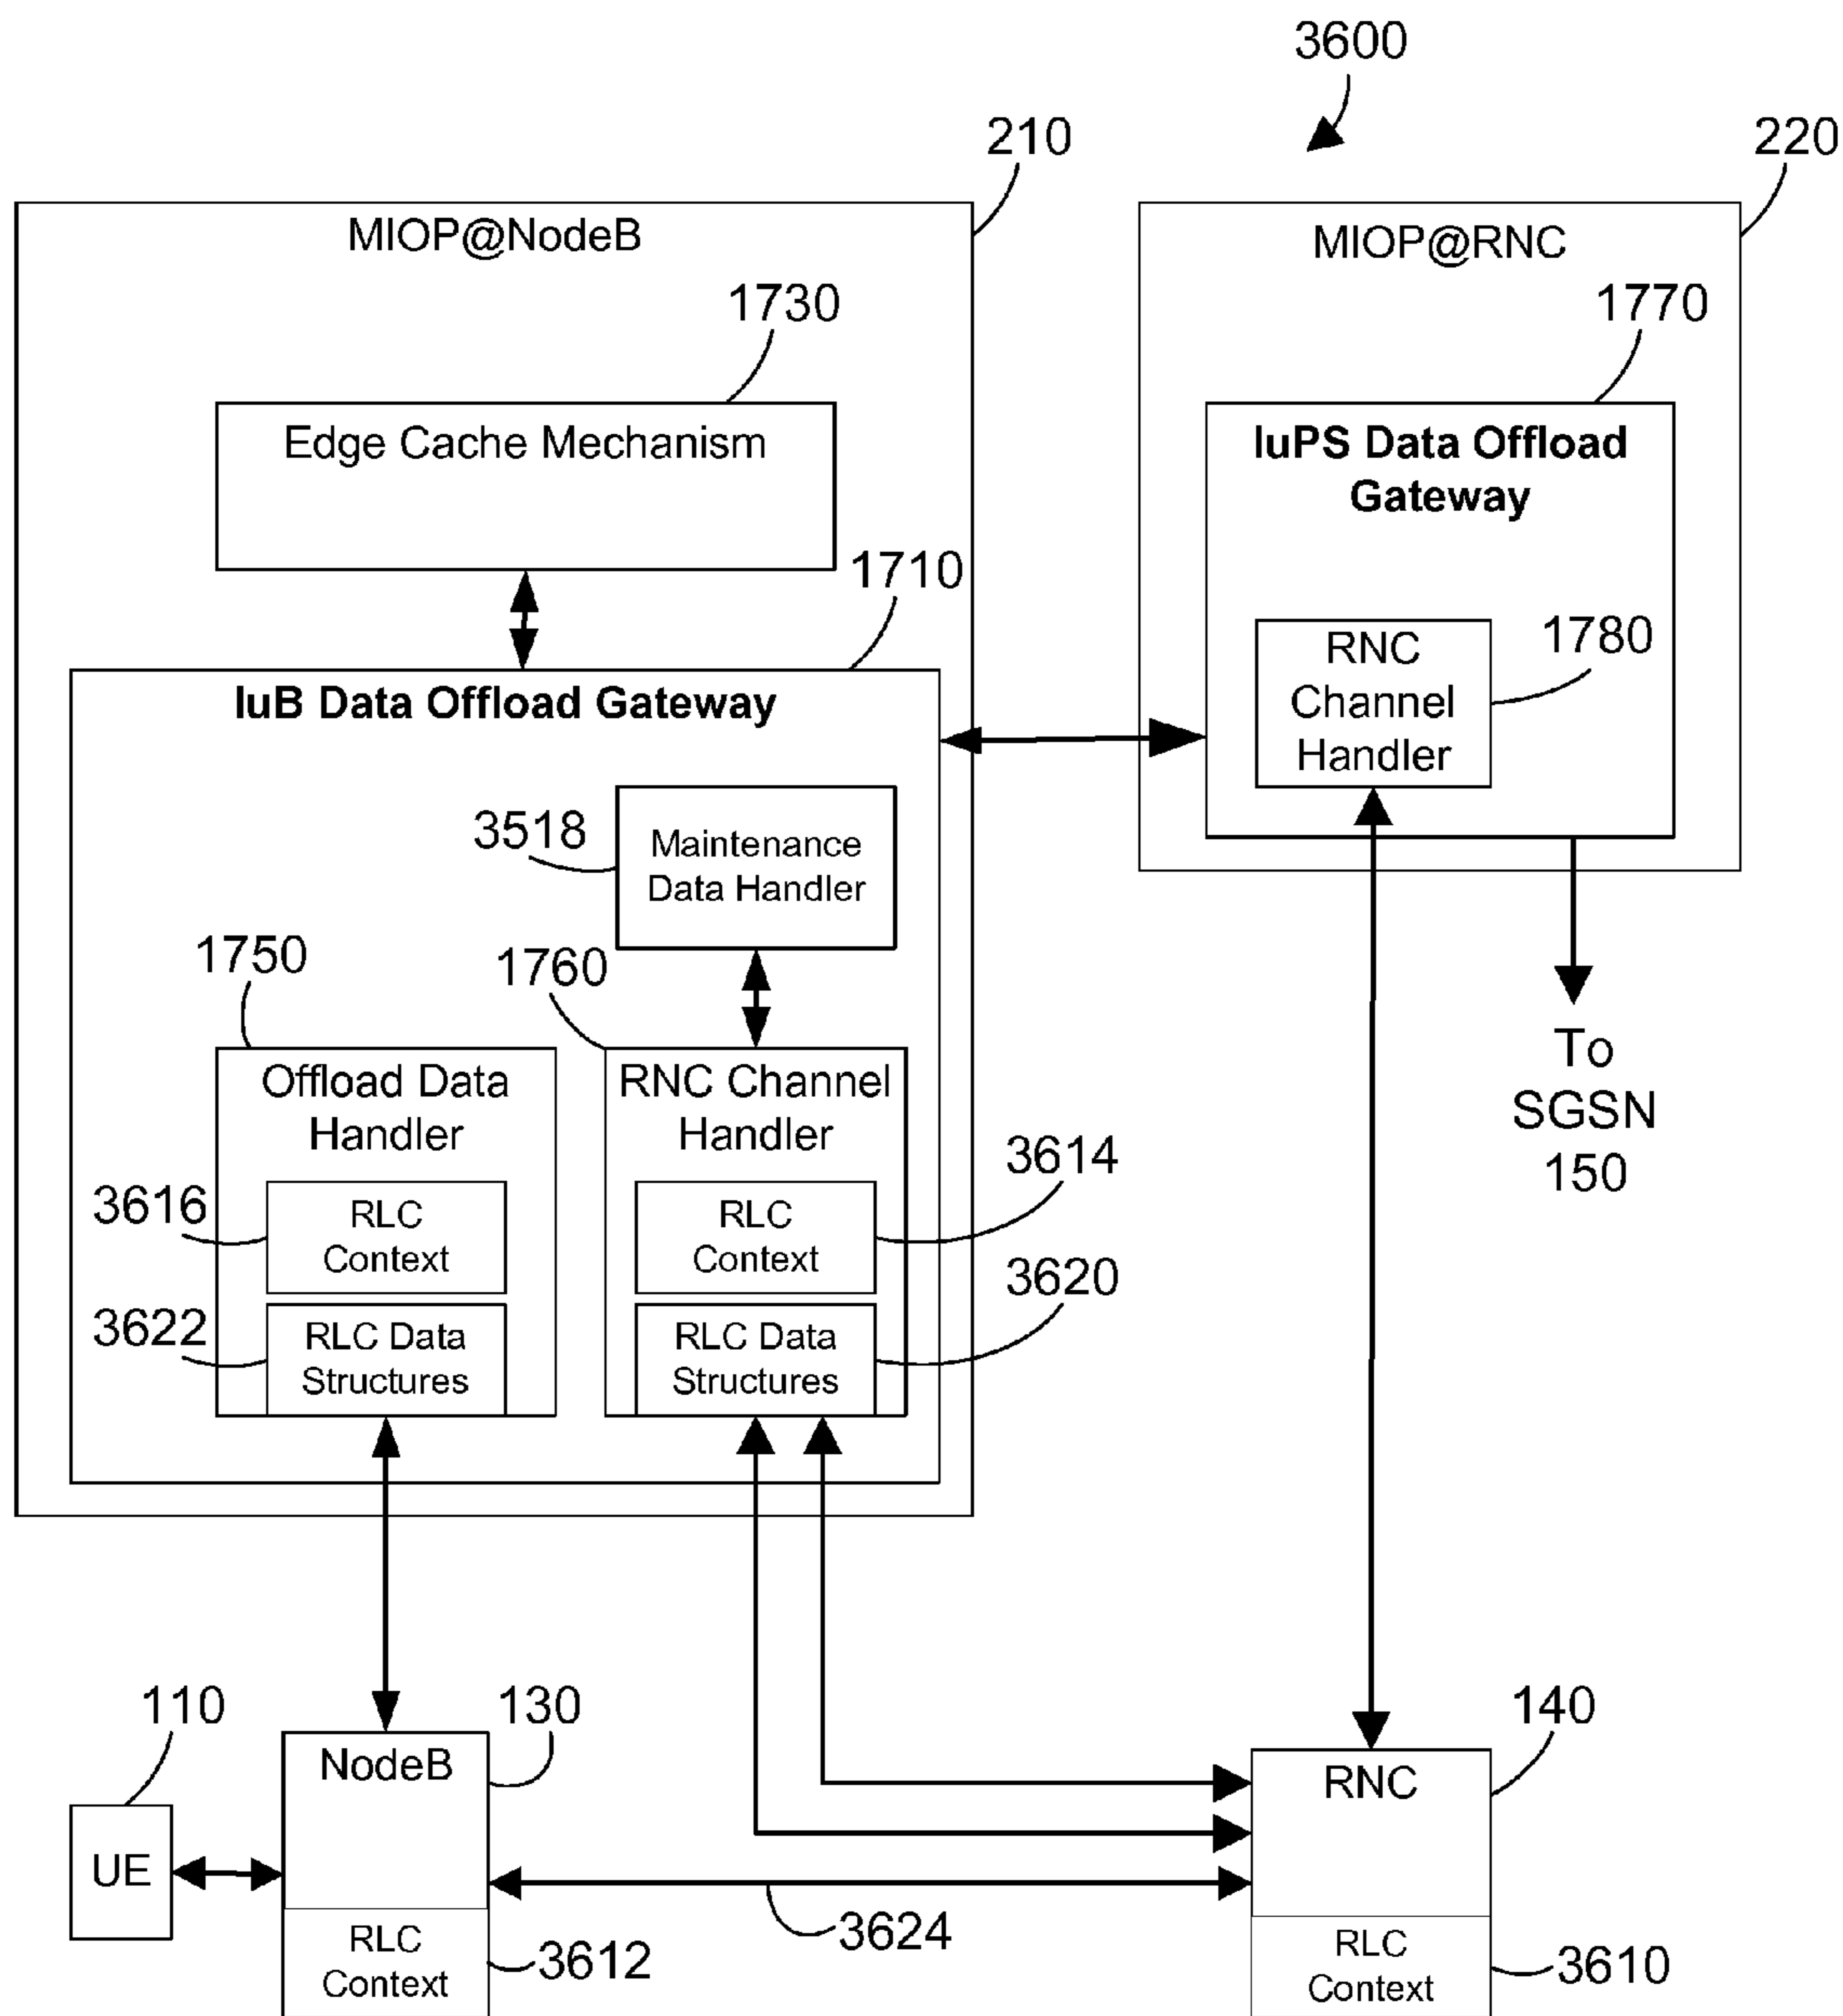 3600
210
220
MIOP@NodeB
MIOP@RNC
1730
1770
Edge Cache Mechanism
IuPS Data Offload
Gateway
1710
1780
RNC
Channel
Handler
IuB Data Offload Gateway
3518
Maintenance
Data Handler
1750
1760
To
SGSN
150
Offload Data
Handler
RNC Channel
Handler
3614
3616
RLC
Context
RLC
Context
3620
3622
RLC Data
Structures
RLC Data
Structures
110
130
140
NodeB
RNC
UE
3624
RLC
Context
3612
RLC
Context
3610